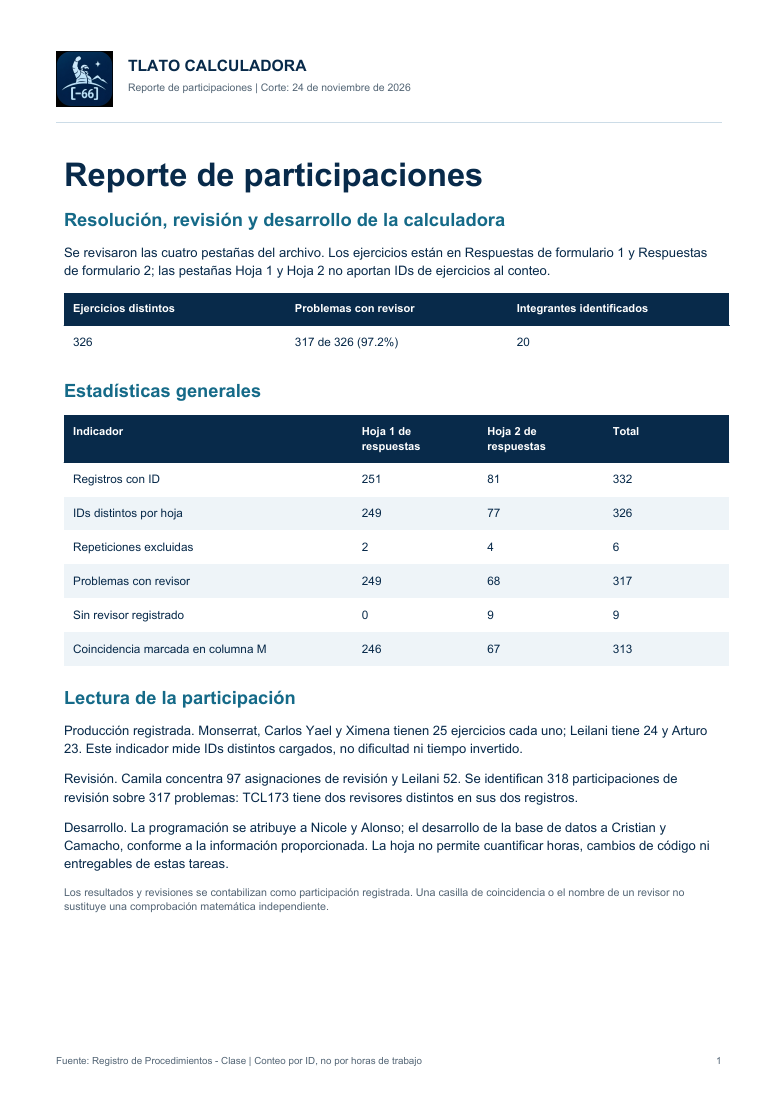 [-66]
TLATO CALCULADORA
Reporte de participaciones | Corte: 24 de noviembre de 2026
Reporte de participaciones
Resolución, revisión y desarrollo de la calculadora
Se revisaron las cuatro pestañas del archivo. Los ejercicios están en Respuestas de formulario 1 y Respuestas
de formulario 2; las pestañas Hoja 1 y Hoja 2 no aportan IDs de ejercicios al conteo.
Ejercicios distintos Problemas con revisor Integrantes identificados
326 317 de 326 (97.2%) 20
Estadísticas generales
Indicador Hoja 1 de respuestas Hoja 2 de respuestas Total
Registros con ID 251 81 332
IDs distintos por hoja 249 77 326
Repeticiones excluidas 2 4 6
Problemas con revisor 249 68 317
Sin revisor registrado 0 9 9
Coincidencia marcada en columna M 246 67 313
Lectura de la participación
Producción registrada. Monserrat, Carlos Yael y Ximena tienen 25 ejercicios cada uno; Leilani tiene 24 y Arturo
23. Este indicador mide IDs distintos cargados, no dificultad ni tiempo invertido.
Revisión. Camila concentra 97 asignaciones de revisión y Leilani 52. Se identifican 318 participaciones de
revisión sobre 317 problemas: TCL173 tiene dos revisores distintos en sus dos registros.
Desarrollo. La programación se atribuye a Nicole y Alonso; el desarrollo de la base de datos a Cristian y
Camacho, conforme a la información proporcionada. La hoja no permite cuantificar horas, cambios de código ni
entregables de estas tareas.
Los resultados y revisiones se contabilizan como participación registrada. Una casilla de coincidencia o el nombre de un revisor no
sustituye una comprobación matemática independiente.
Fuente: Registro de Procedimientos - Clase | Conteo por ID, no por horas de trabajo 1